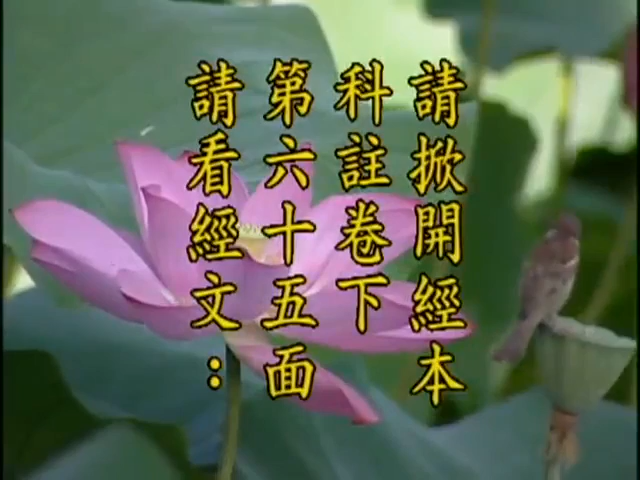 請掀開經本
科註卷下
第六十五面
請看經文：